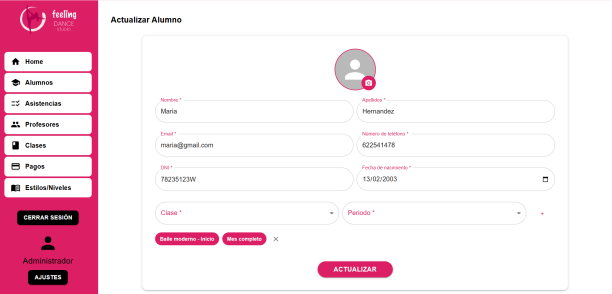 feeling
DANCE
STUDIO
Home
Alumnos
Asistencias
Profesores
Clases
Pagos
Estilos/Niveles
CERRAR SESIÓN
Administrador
AJUSTES
Actualizar Alumno
Nombre *
Maria
Apellidos *
Hernandez
Email *
maria@gmail.com
Número de teléfono *
622541478
DNI *
78235123W
Fecha de nacimiento *
13/02/2003
Clase *
Periodo *
+
Baile moderno - Inicio
Mes completo
ACTUALIZAR